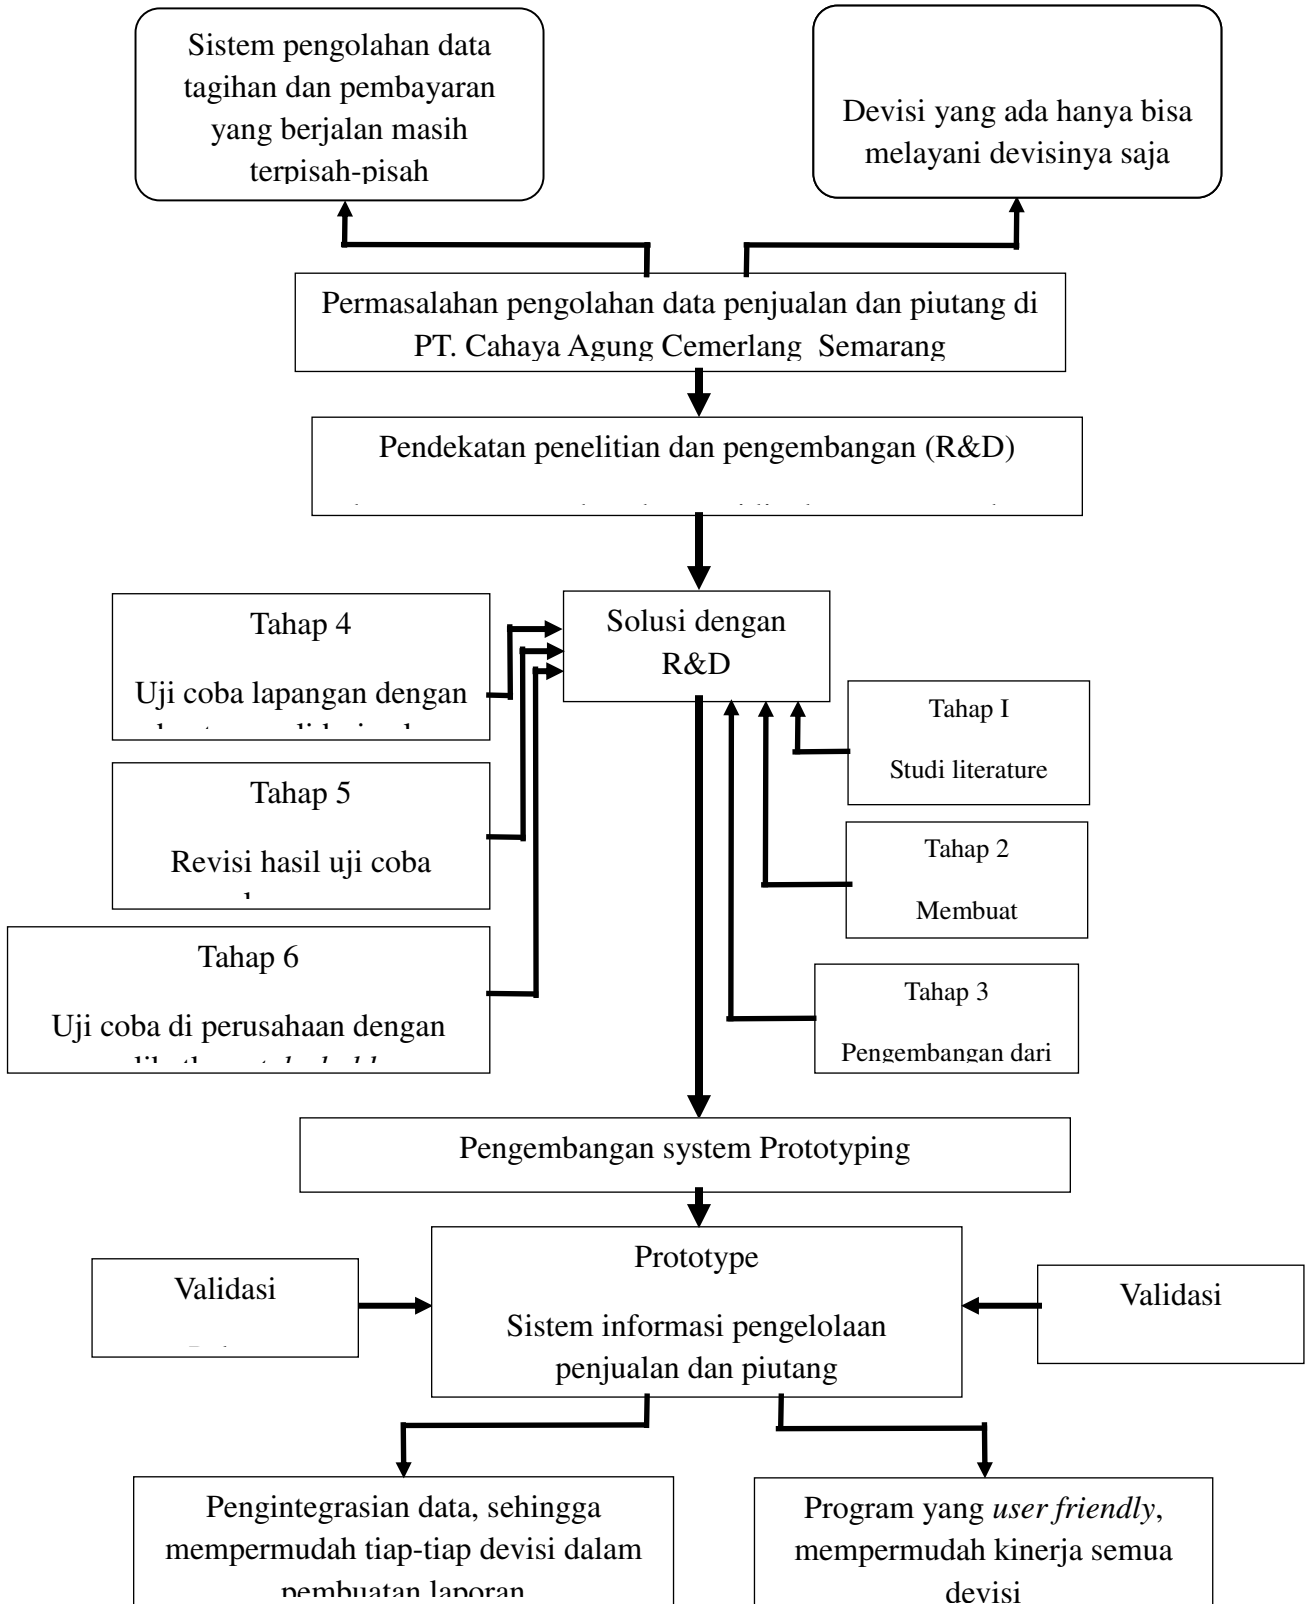 Sistem pengolahan data
tagihan dan pembayaran
yang berjalan masih
terpisah-pisah
Devisi yang ada hanya bisa
melayani devisinya saja
Permasalahan pengolahan data penjualan dan piutang di
PT. Cahaya Agung Cemerlang Semarang
Pendekatan penelitian dan pengembangan (R&D)
Solusi dengan
R&D
Tahap 4
Uji coba lapangan dengan
Tahap 5
Revisi hasil uji coba
Tahap 6
Uji coba di perusahaan dengan
Tahap I
Studi literature
Tahap 2
Membuat
Tahap 3
Pengembangan dari
Pengembangan system Prototyping
Prototype
Sistem informasi pengelolaan
penjualan dan piutang
Validasi
Validasi
Pengintegrasian data, sehingga
mempermudah tiap-tiap devisi dalam
pembuatan laporan
Program yang user friendly,
mempermudah kinerja semua
devisi